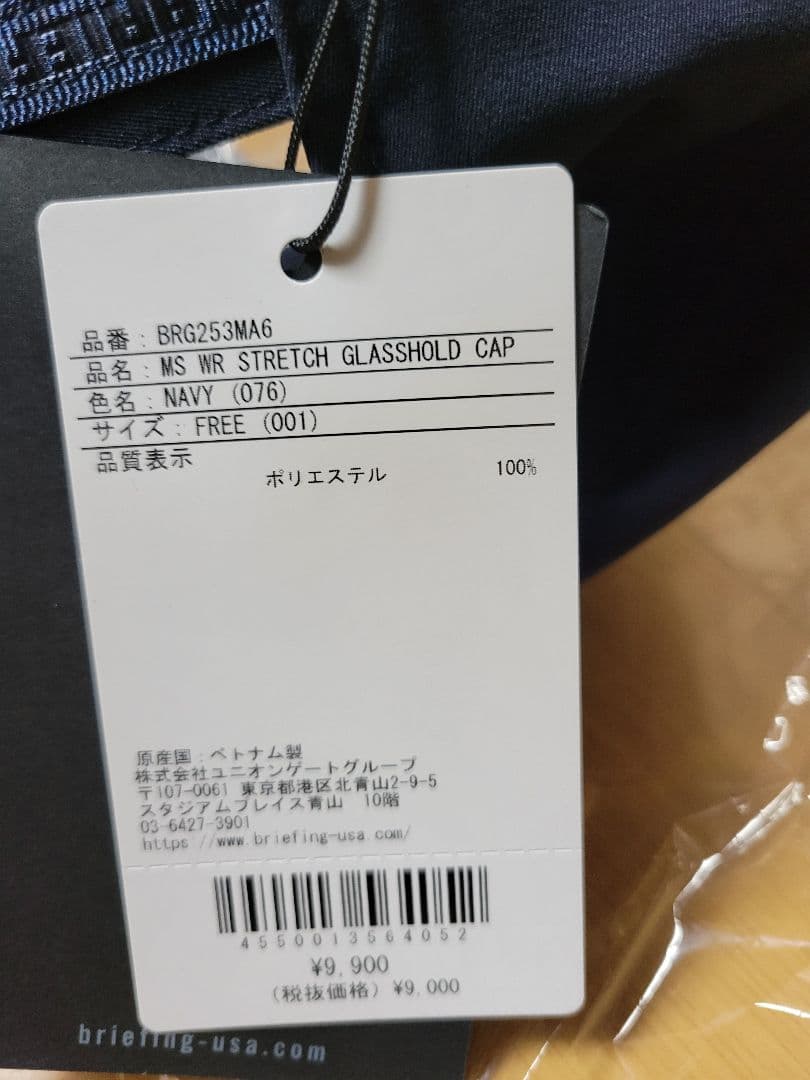 品番 : BRG253MA6
品名 : MS WR STRETCH GLASSHOLD CAP
色名 : NAVY (076)
サイズ : FREE (001)
品質表示
ポリエステル 100%
原産国 : ベトナム製
株式会社ユニオンゲートグループ
〒107-0061 東京都港区北青山2-9-5
スタジアムプレイス青山 10階
03-6427-3901
https://www.briefing-usa.com/
4550013564052
¥9,900
(税抜価格) ¥9,000
briefing-usa.com